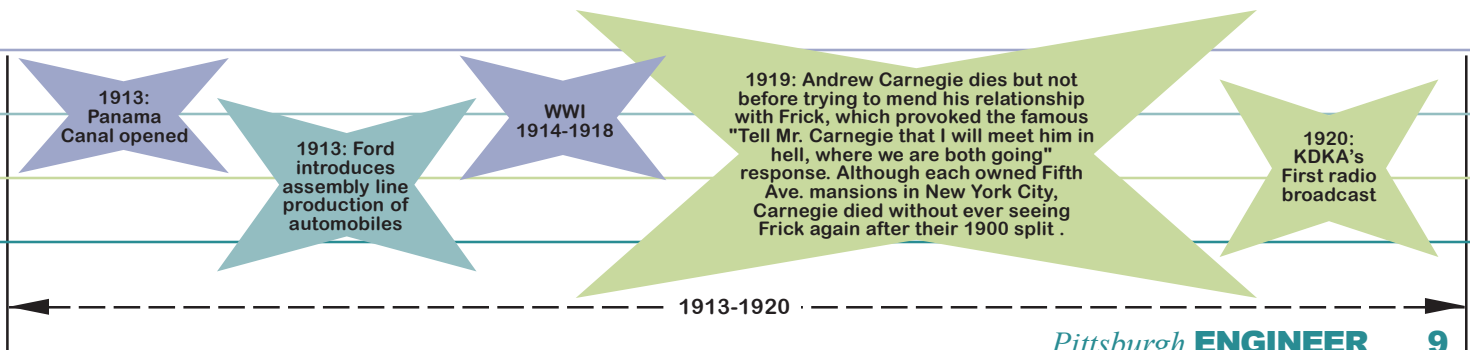 1913:
Panama
Canal opened
1913: Ford
introduces
assembly line
production of
automobiles
WWI
1914-1918
1919: Andrew Carnegie dies but not
before trying to mend his relationship
with Frick, which provoked the famous
"Tell Mr. Carnegie that I will meet him in
hell, where we are both going"
response. Although each owned Fifth
Ave. mansions in New York City,
Carnegie died without ever seeing
Frick again after their 1900 split .
1920:
KDKA's
First radio
broadcast
1913-1920
Pittsburgh ENGINEER 9